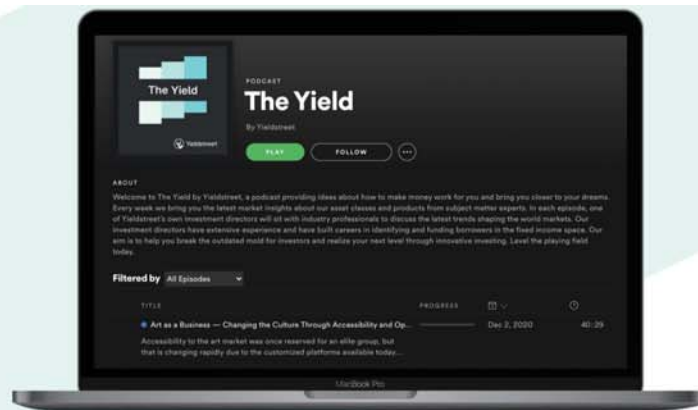 The Yield
Yieldstreet
PODCAST
The Yield
By Yieldstreet
PLAY
FOLLOW
ABOUT
Welcome to The Yield by Yieldstreet, a podcast providing ideas about how to make money work for you and bring you closer to your dreams.
Every week we bring you the latest market insights about our asset classes and products from subject matter experts. In each episode, one
of Yieldstreet's own investment directors will sit with industry professionals to discuss the latest trends shaping the world markets. Our
investment directors have extensive experience and have built careers in identifying and funding borrowers in the fixed income space. Our
aim is to help you break the outdated mold for investors and realize your next level through innovative investing. Level the playing field
today.
Filtered by All Episodes
TITLE PROGRESS
Art as a Business — Changing the Culture Through Accessibility and Op... Dec 2, 2020 40:29
Accessibility to the art market was once reserved for an elite group, but
that is changing rapidly due to the customized platforms available today...
MacBook Pro